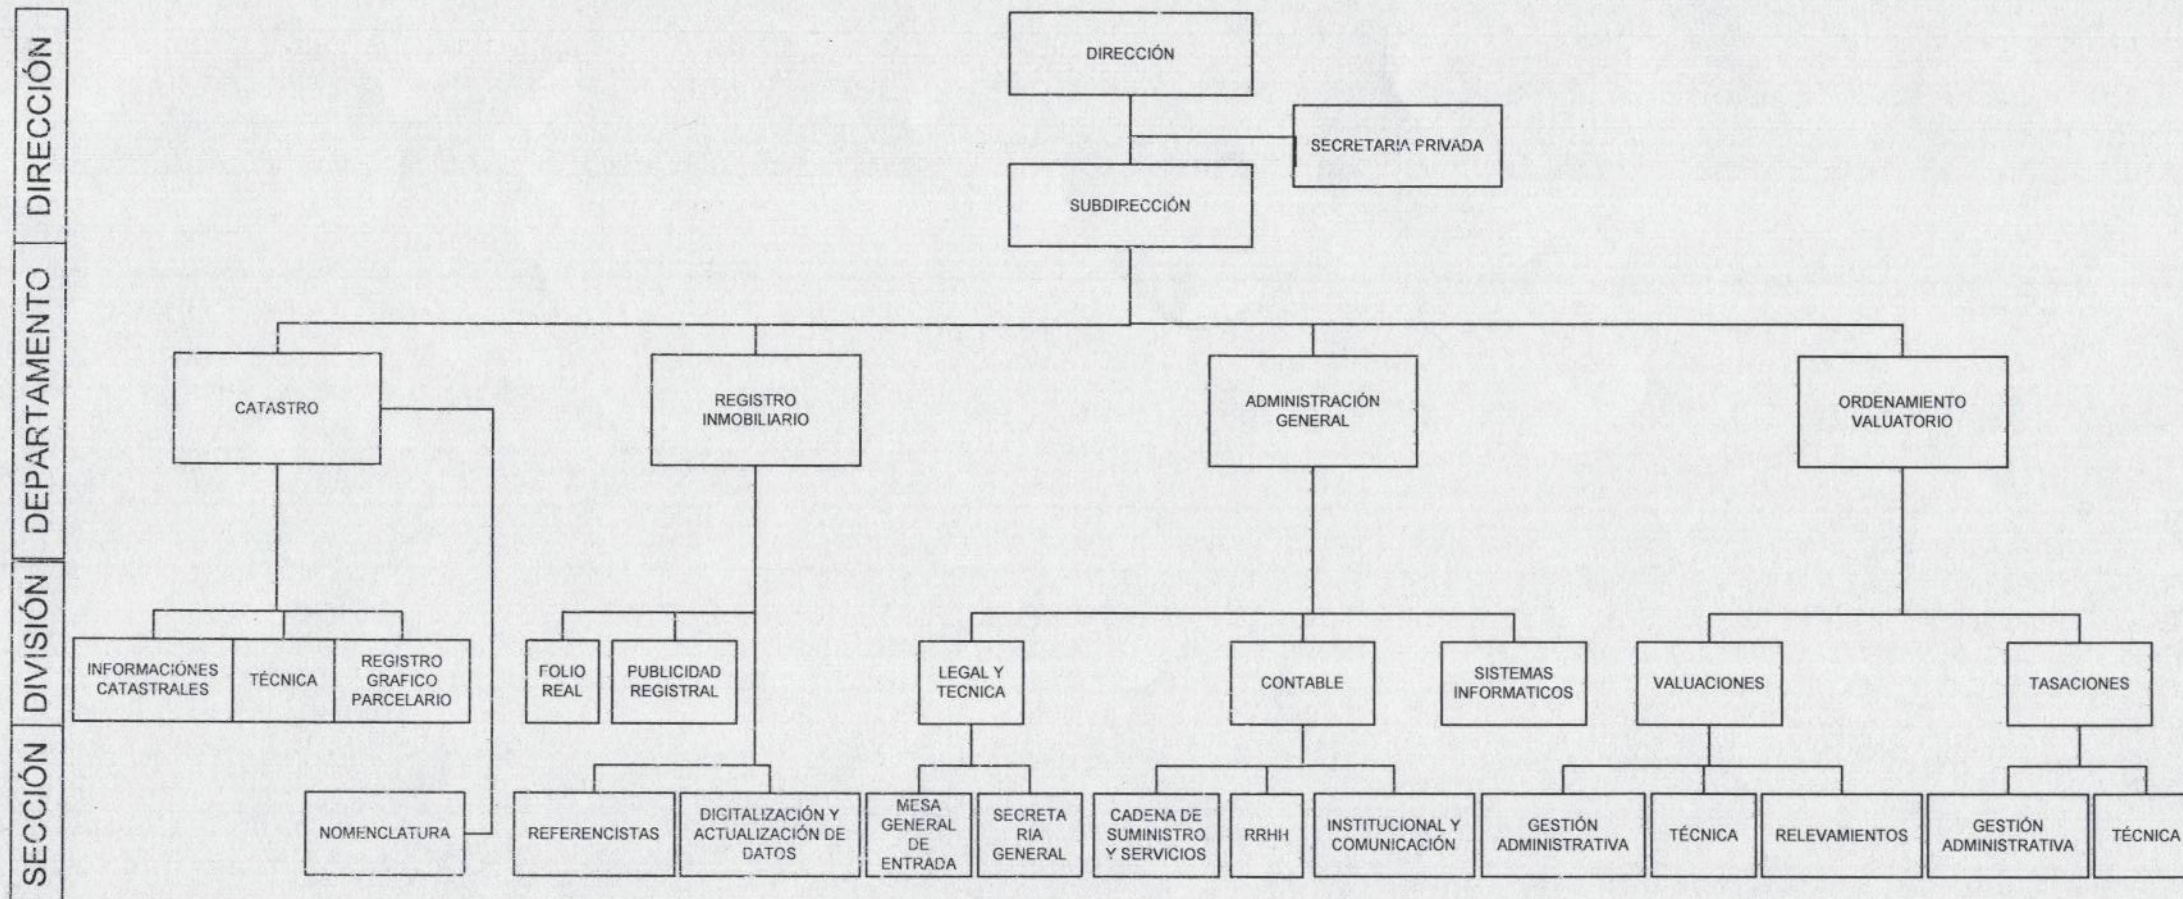 DIRECCIÓN
DEPARTAMENTO
DIVISIÓN
SECCIÓN
DIRECCIÓN
SECRETARIA PRIVADA
SUBDIRECCIÓN
CATASTRO
REGISTRO
INMOBILIARIO
ADMINISTRACIÓN
GENERAL
ORDENAMIENTO
VALUATORIO
INFORMACIÓNES
CATASTRALES
TÉCNICA
REGISTRO
GRAFICO
PARCELARIO
FOLIO
REAL
PUBLICIDAD
REGISTRAL
LEGAL Y
TECNICA
CONTABLE
SISTEMAS
INFORMATICOS
VALUACIONES
TASACIONES
NOMENCLATURA
REFERENCISTAS
DIGITALIZACIÓN Y
ACTUALIZACIÓN DE
DATOS
MESA
GENERAL
DE
ENTRADA
SECRETA
RIA
GENERAL
CADENA DE
SUMINISTRO
Y SERVICIOS
RRHH
INSTITUCIONAL Y
COMUNICACIÓN
GESTIÓN
ADMINISTRATIVA
TÉCNICA
RELEVAMIENTOS
GESTIÓN
ADMINISTRATIVA
TÉCNICA